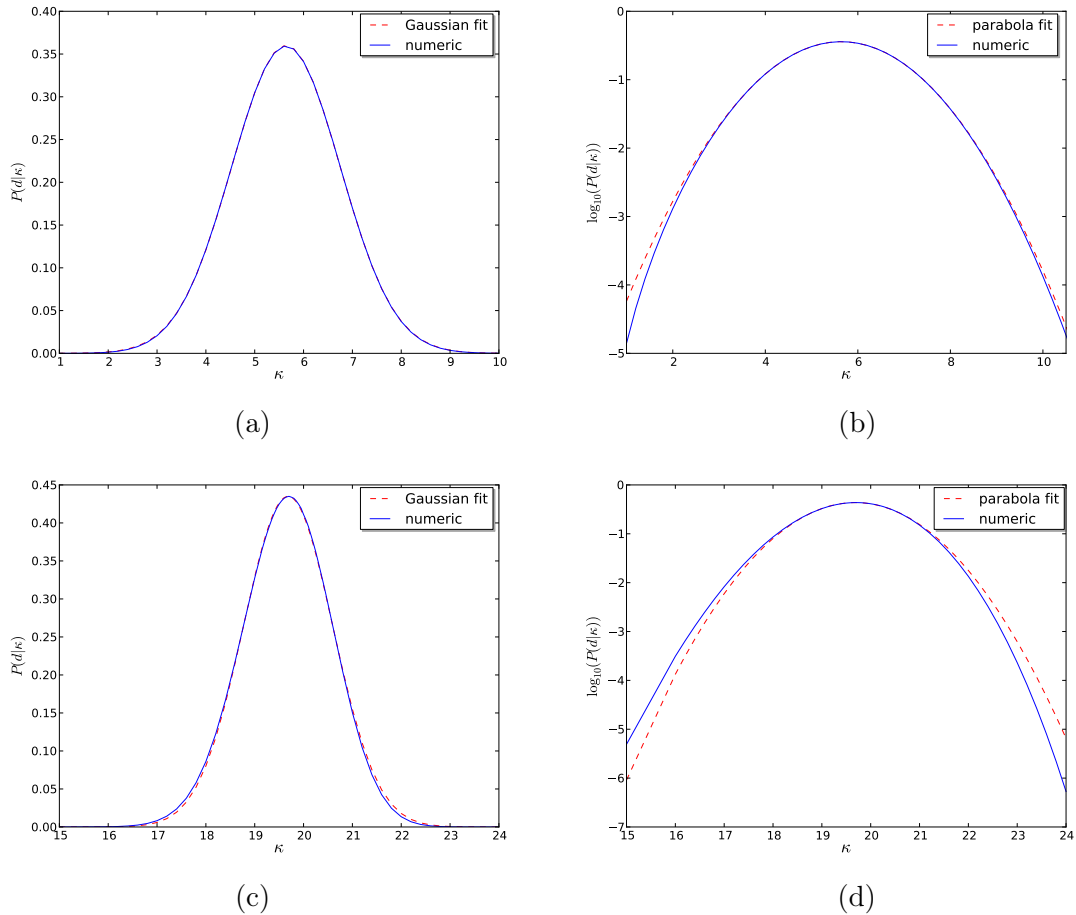 0.40
0.35
0.30
0.25
0.20
0.15
0.10
0.05
0.00
P(d|κ)
1 2 3 4 5 6 7 8 9 10
κ
Gaussian fit
numeric
(a)
0
−1
−2
−3
−4
−5
log₁₀(P(d|κ))
2 4 6 8 10
κ
parabola fit
numeric
(b)
0.45
0.40
0.35
0.30
0.25
0.20
0.15
0.10
0.05
0.00
P(d|κ)
15 16 17 18 19 20 21 22 23 24
κ
Gaussian fit
numeric
(c)
0
−1
−2
−3
−4
−5
−6
−7
log₁₀(P(d|κ))
15 16 17 18 19 20 21 22 23 24
κ
parabola fit
numeric
(d)